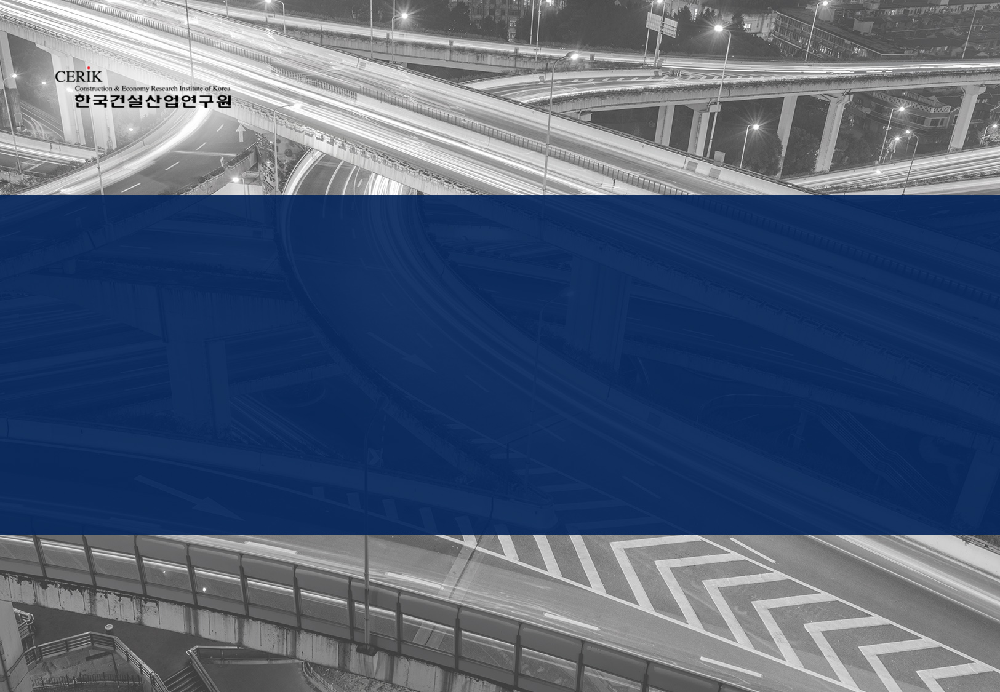 CERIK
Construction & Economy Research Institute of Korea
한국건설산업연구원